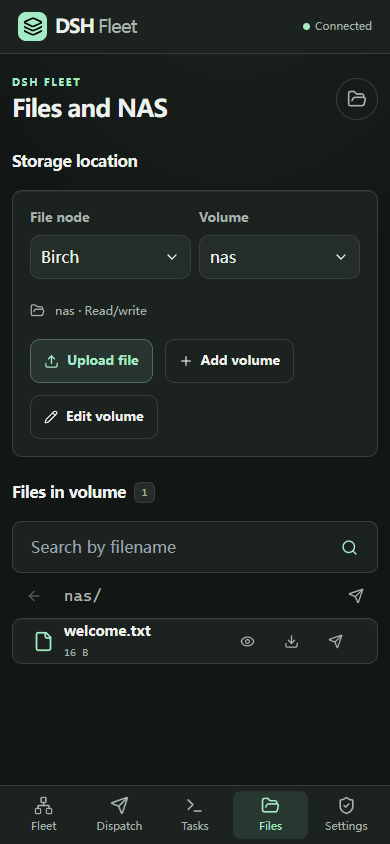 DSH Fleet
Connected
DSH FLEET
Files and NAS
Storage location
File node
Volume
Birch
nas
nas · Read/write
Upload file
Add volume
Edit volume
Files in volume 1
Search by filename
nas/
welcome.txt
16 B
Fleet
Dispatch
Tasks
Files
Settings